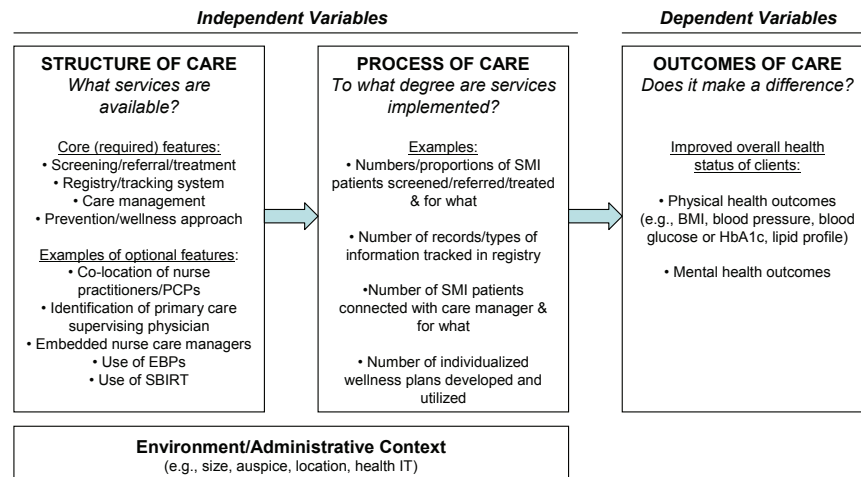 Independent Variables
Dependent Variables
STRUCTURE OF CARE
What services are
available?
Core (required) features:
• Screening/referral/treatment
• Registry/tracking system
• Care management
• Prevention/wellness approach
Examples of optional features:
• Co-location of nurse
practitioners/PCPs
• Identification of primary care
supervising physician
• Embedded nurse care managers
• Use of EBPs
• Use of SBIRT
PROCESS OF CARE
To what degree are services
implemented?
Examples:
• Numbers/proportions of SMI
patients screened/referred/treated
& for what
• Number of records/types of
information tracked in registry
•Number of SMI patients
connected with care manager &
for what
• Number of individualized
wellness plans developed and
utilized
OUTCOMES OF CARE
Does it make a difference?
Improved overall health
status of clients:
• Physical health outcomes
(e.g., BMI, blood pressure, blood
glucose or HbA1c, lipid profile)
• Mental health outcomes
Environment/Administrative Context
(e.g., size, auspice, location, health IT)